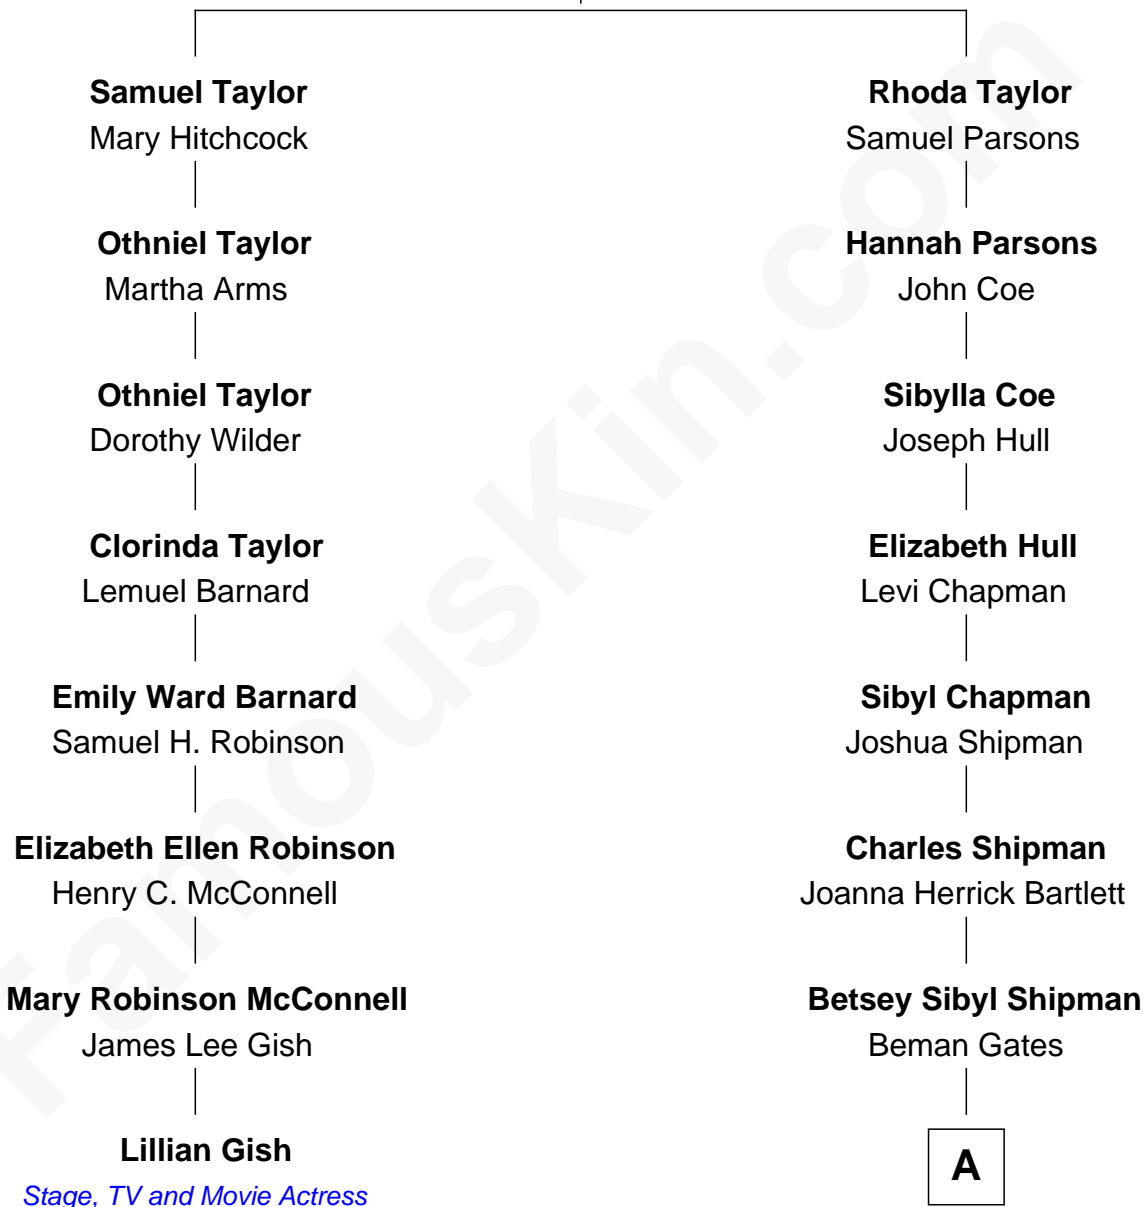 Samuel Taylor
Mary Hitchcock
Rhoda Taylor
Samuel Parsons
Othniel Taylor
Martha Arms
Hannah Parsons
John Coe
Othniel Taylor
Dorothy Wilder
Sibylla Coe
Joseph Hull
Clorinda Taylor
Lemuel Barnard
Elizabeth Hull
Levi Chapman
Emily Ward Barnard
Samuel H. Robinson
Sibyl Chapman
Joshua Shipman
Elizabeth Ellen Robinson
Henry C. McConnell
Charles Shipman
Joanna Herrick Bartlett
Mary Robinson McConnell
James Lee Gish
Betsey Sibyl Shipman
Beman Gates
Lillian Gish
Stage, TV and Movie Actress
A
FamousKin.com